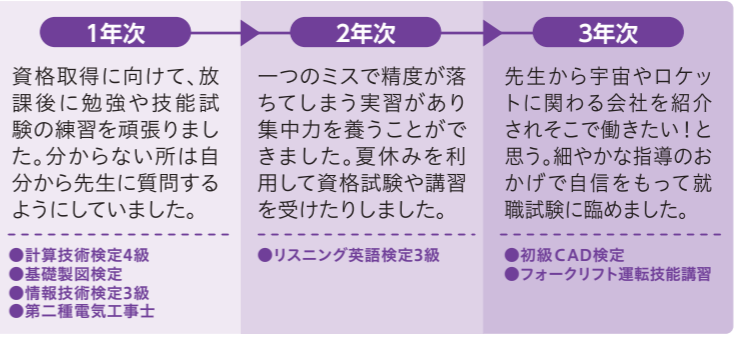 1年次
資格取得に向けて、放
課後に勉強や技能試
験の練習を頑張りまし
た。分からない所は自
分から先生に質問する
ようにしていました。
●計算技術検定4級
●基礎製図検定
●情報技術検定3級
●第二種電気工事士
2年次
一つのミスで精度が落
ちてしまう実習があり
集中力を養うことがで
きました。夏休みを利
用して資格試験や講習
を受けたりしました。
●リスニング英語検定3級
3年次
先生から宇宙やロケッ
トに関わる会社を紹介
されそこで働きたい!と
思う。細やかな指導のお
かげで自信をもって就
職試験に臨めました。
●初級CAD検定
●フォークリフト運転技能講習